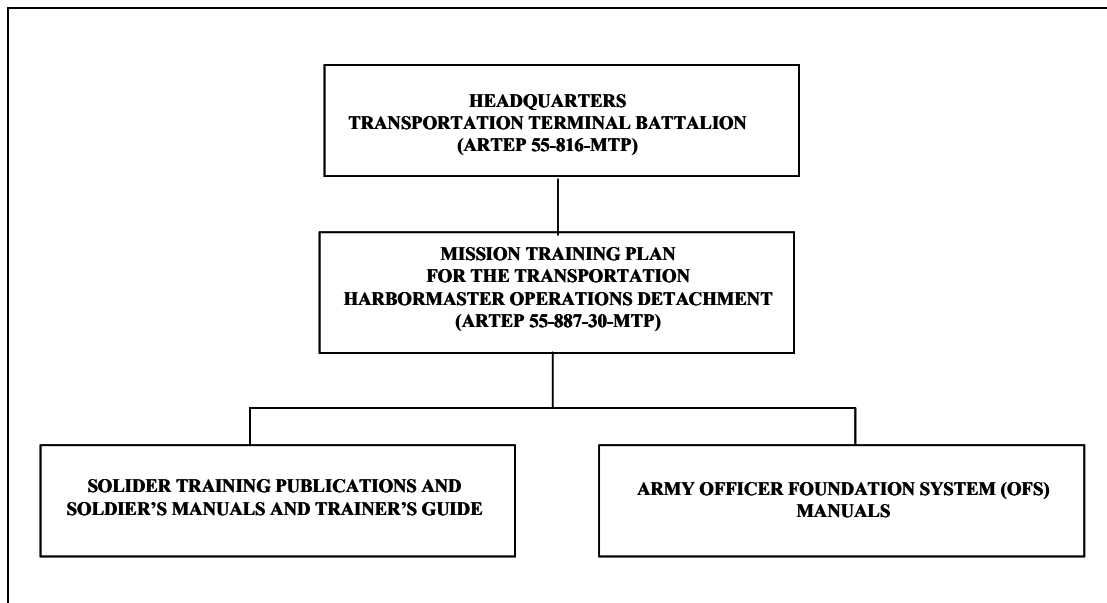 HEADQUARTERS
TRANSPORTATION TERMINAL BATTALION
(ARTEP 55-816-MTP)
MISSION TRAINING PLAN
FOR THE TRANSPORTATION
HARBORMASTER OPERATIONS DETACHMENT
(ARTEP 55-887-30-MTP)
SOLIDER TRAINING PUBLICATIONS AND
SOLDIER’S MANUALS AND TRAINER’S GUIDE
ARMY OFFICER FOUNDATION SYSTEM (OFS)
MANUALS